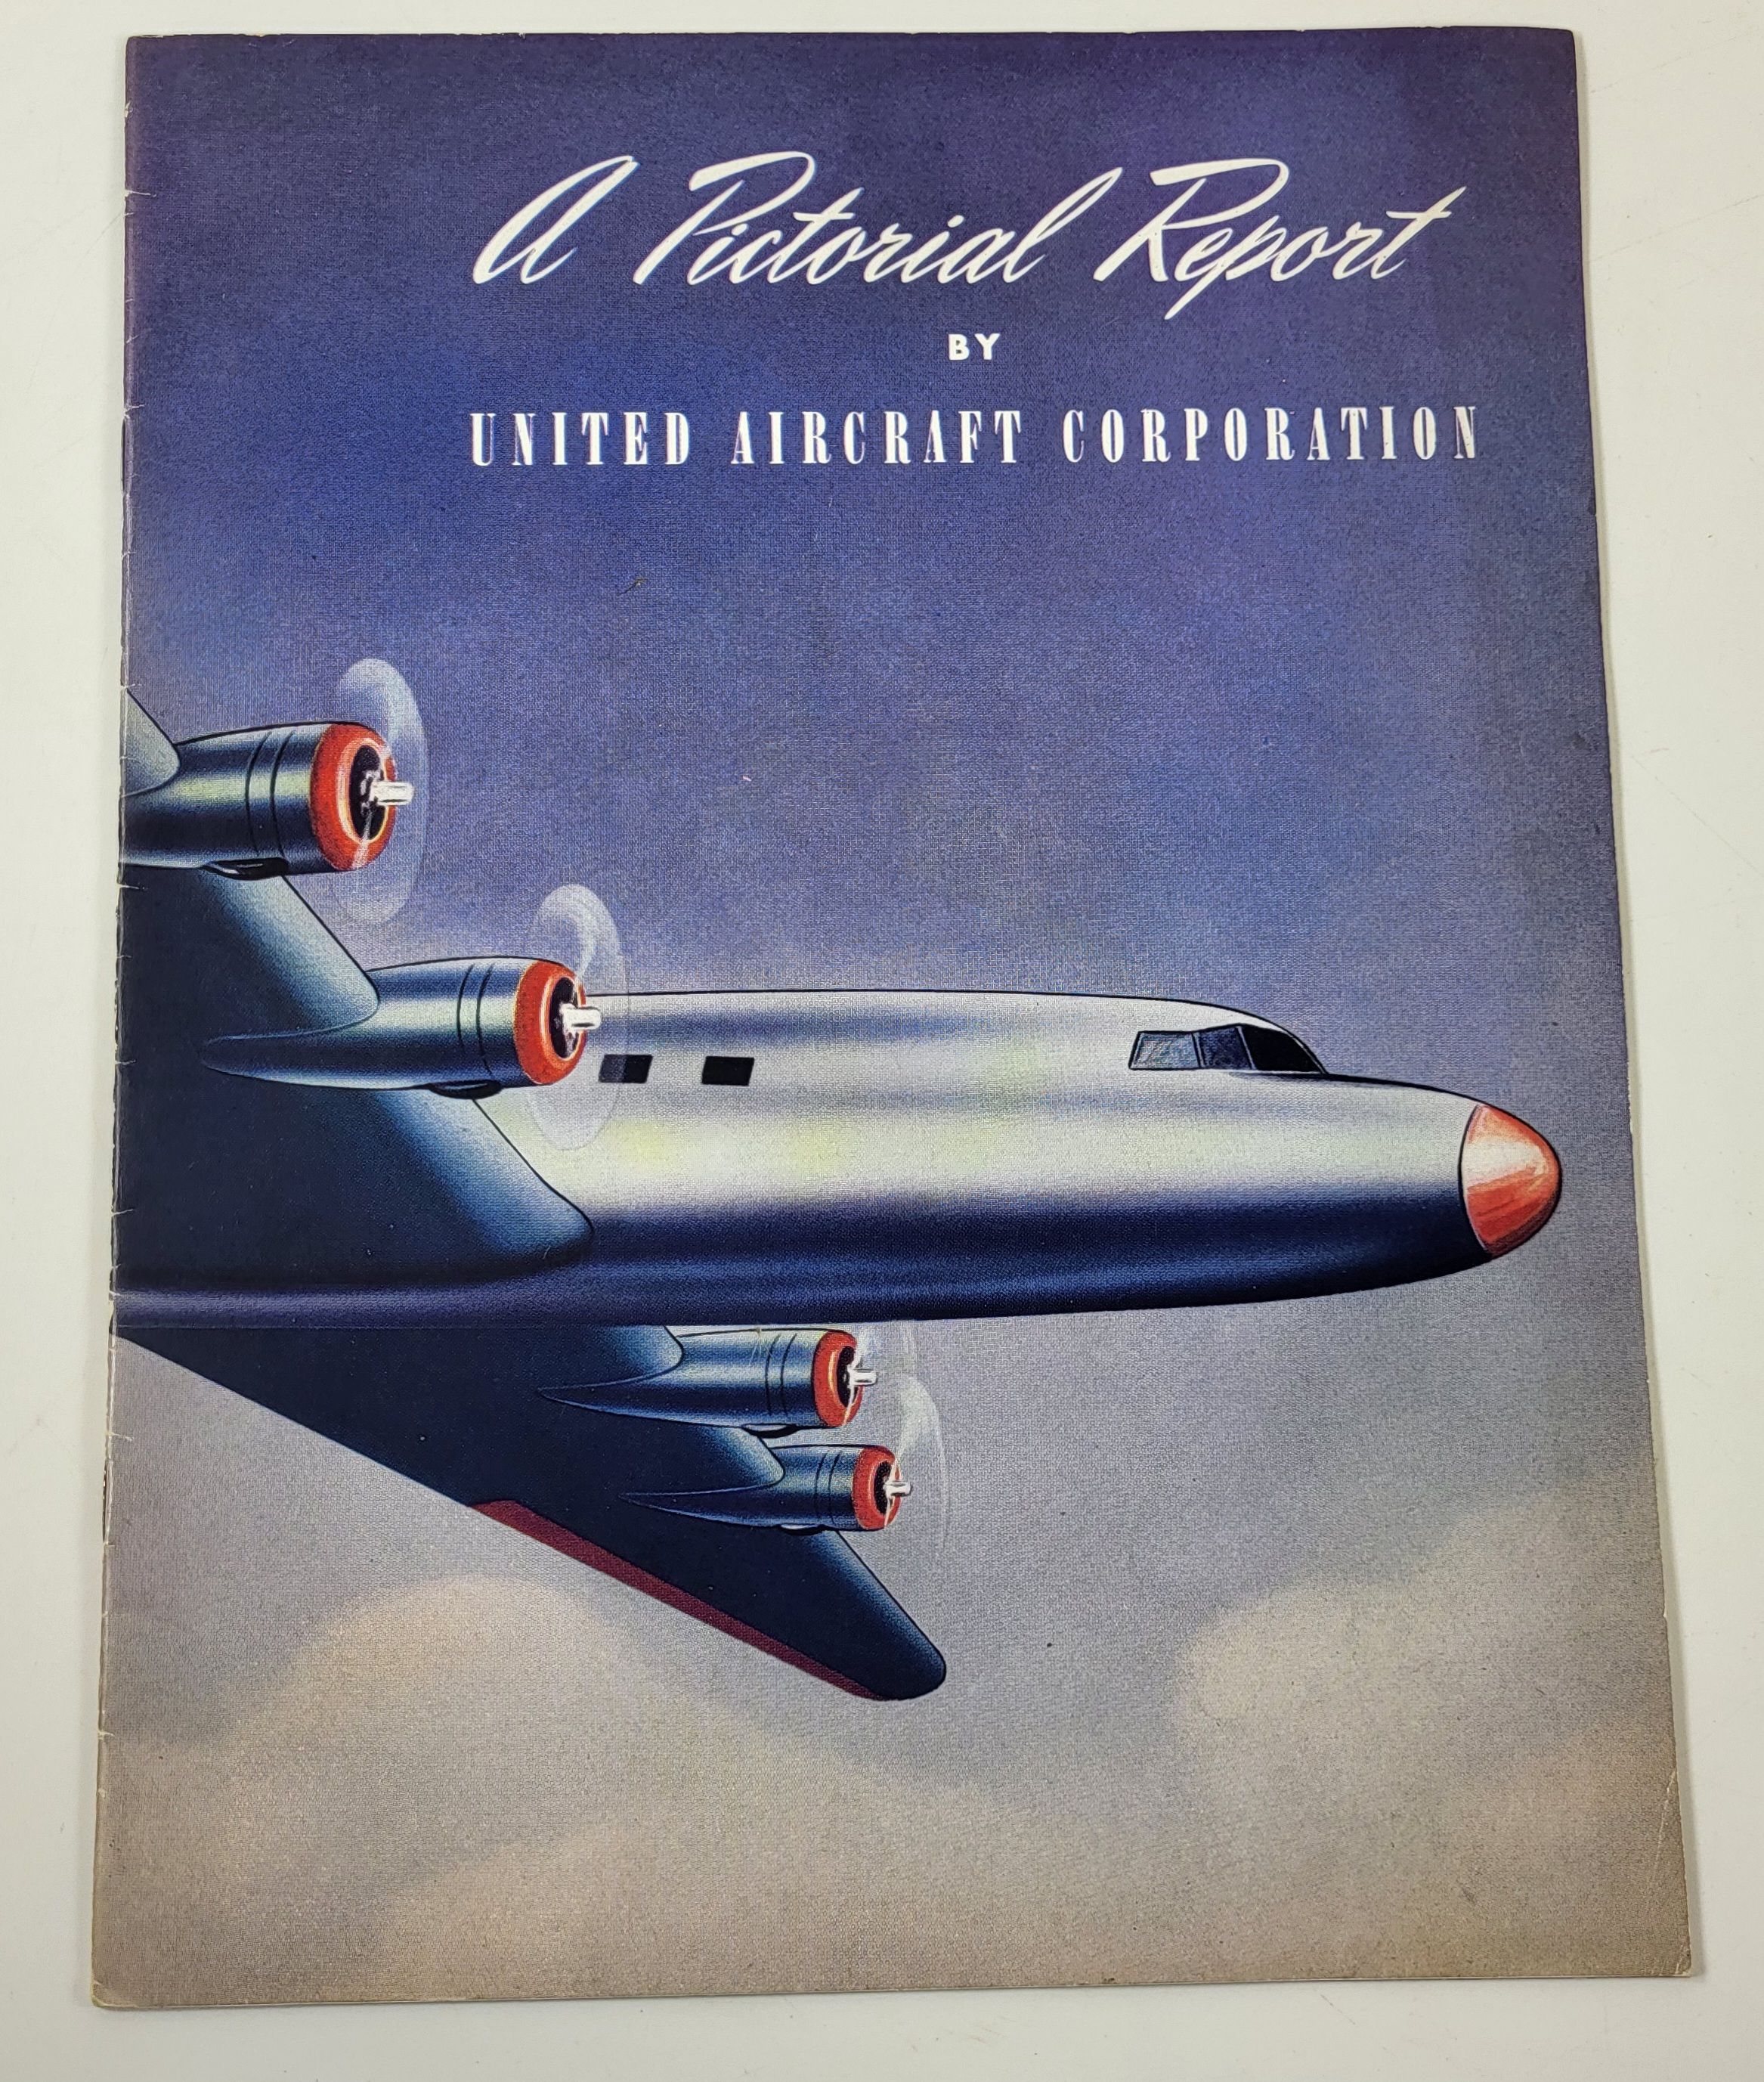 A Pictorial Report
BY
UNITED AIRCRAFT CORPORATION